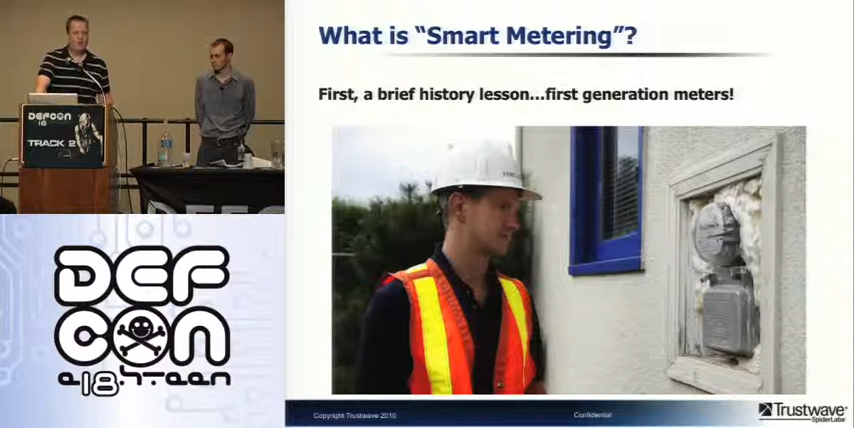 What is "Smart Metering"?
First, a brief history lesson...first generation meters!
DEFCON
18
TRACK 2
DEF
CON
e18hteen
Copyright Trustwave 2010
Confidential
Trustwave®
SpiderLabs